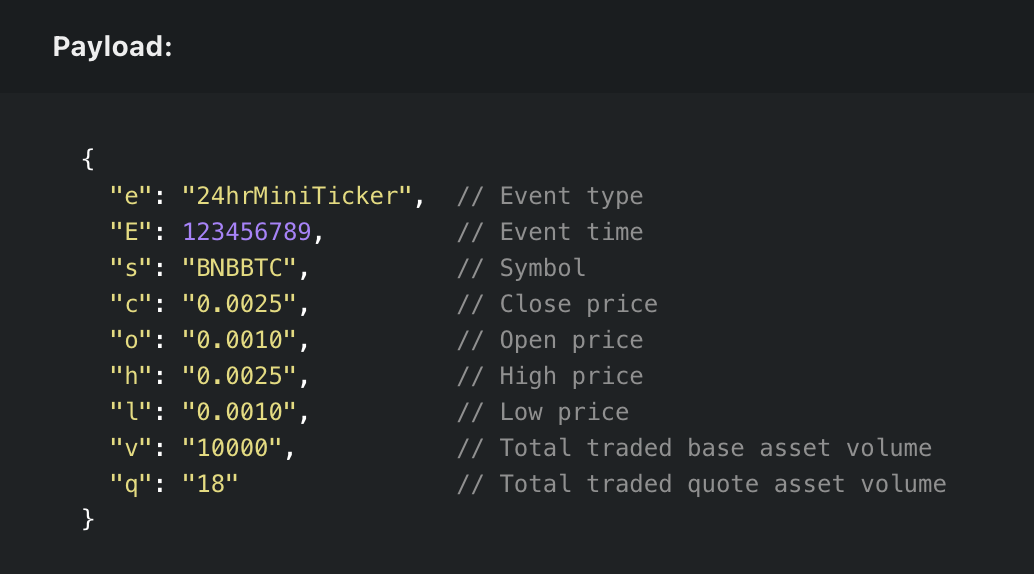 Payload:
{
  "e": "24hrMiniTicker",  // Event type
  "E": 123456789,         // Event time
  "s": "BNBBTC",          // Symbol
  "c": "0.0025",          // Close price
  "o": "0.0010",          // Open price
  "h": "0.0025",          // High price
  "l": "0.0010",          // Low price
  "v": "10000",           // Total traded base asset volume
  "q": "18"               // Total traded quote asset volume
}